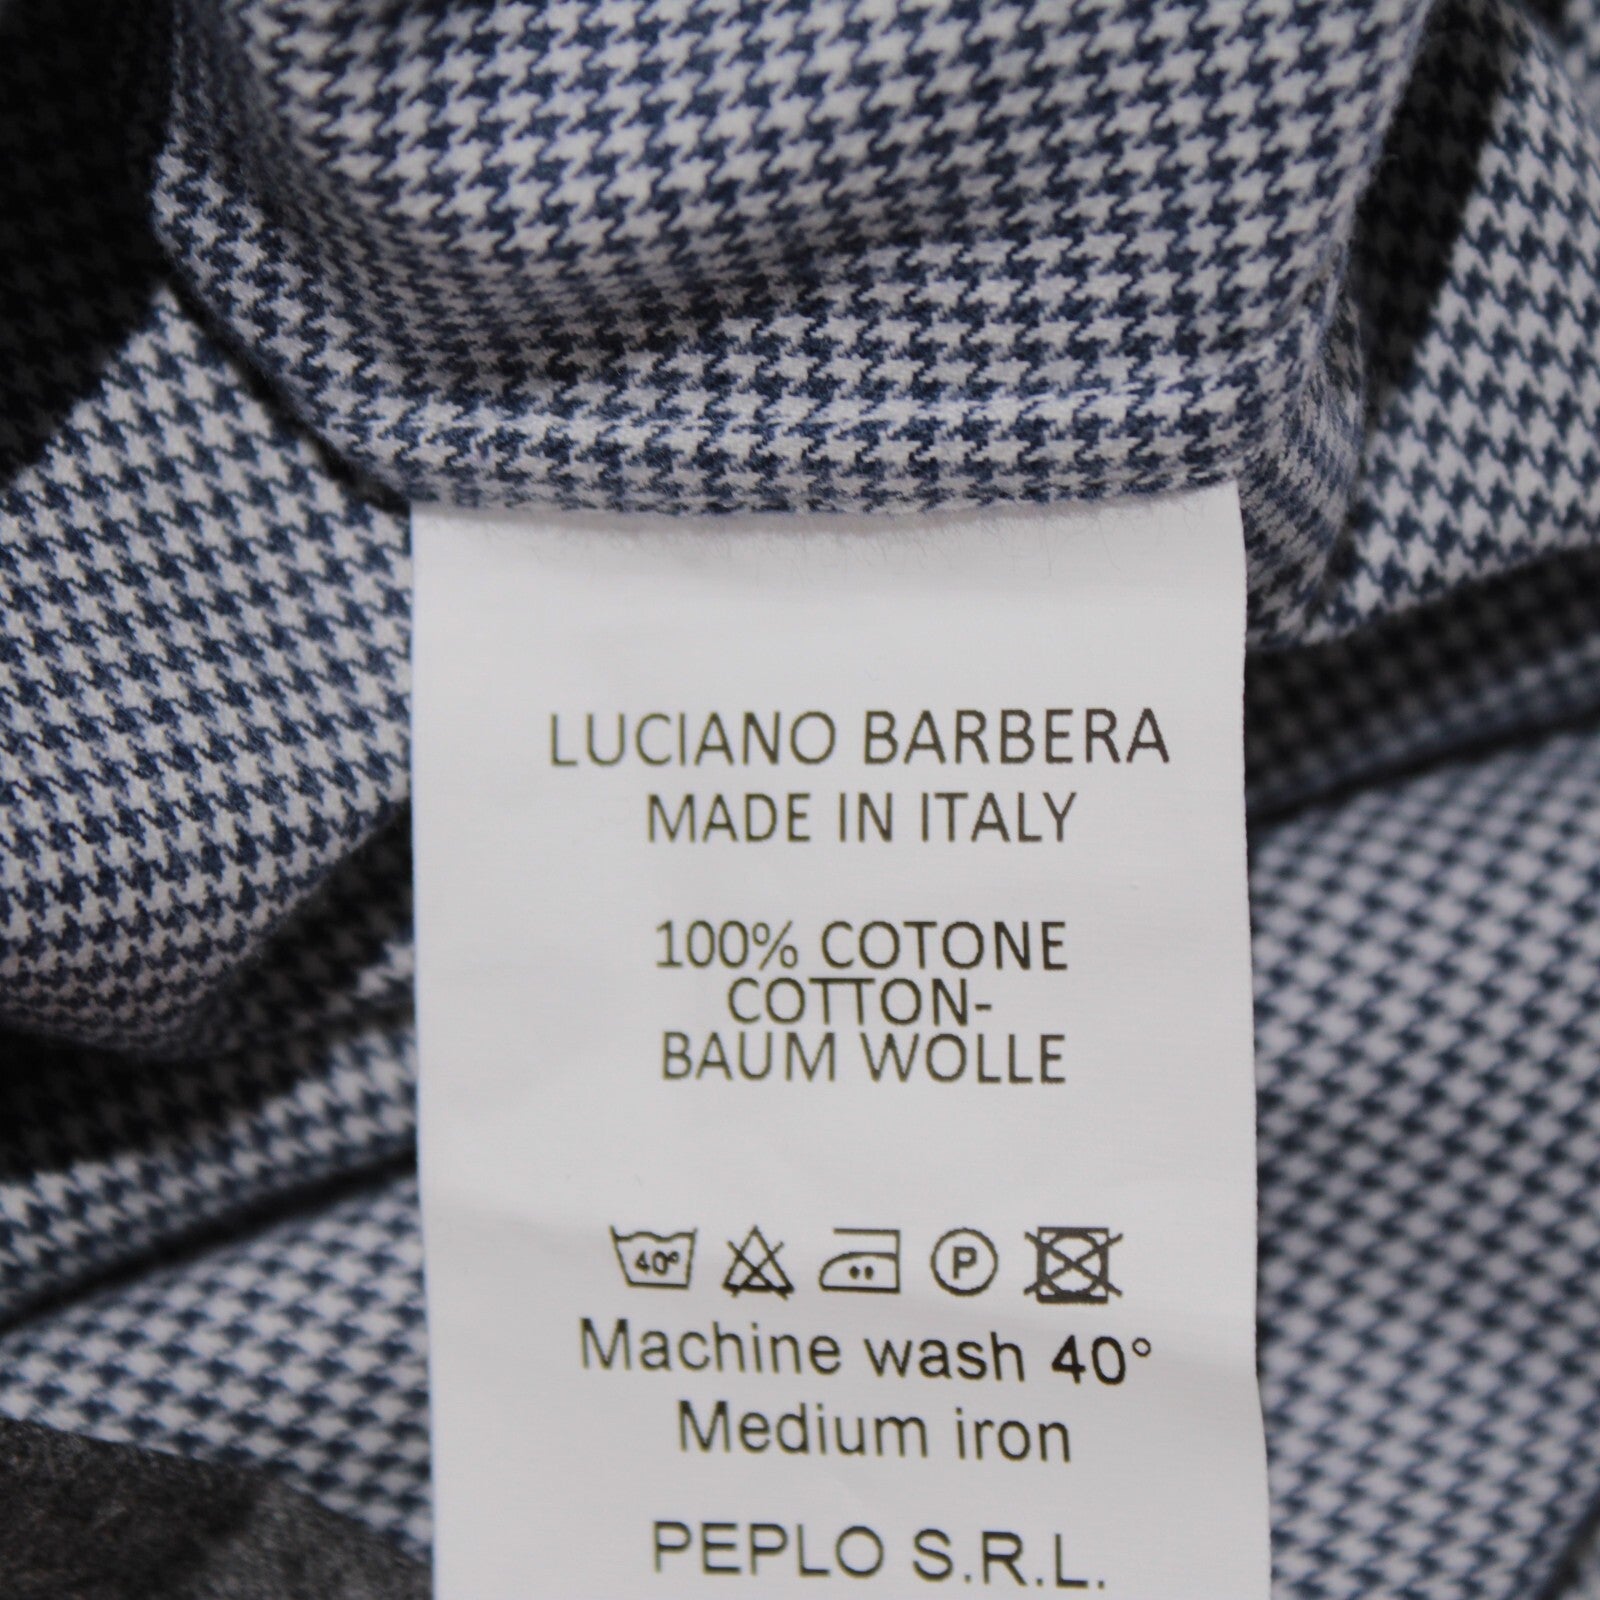 LUCIANO BARBERA
MADE IN ITALY
100% COTONE
COTTON-
BAUM WOLLE
40° P
Machine wash 40°
Medium iron
PEPLO S.R.L.